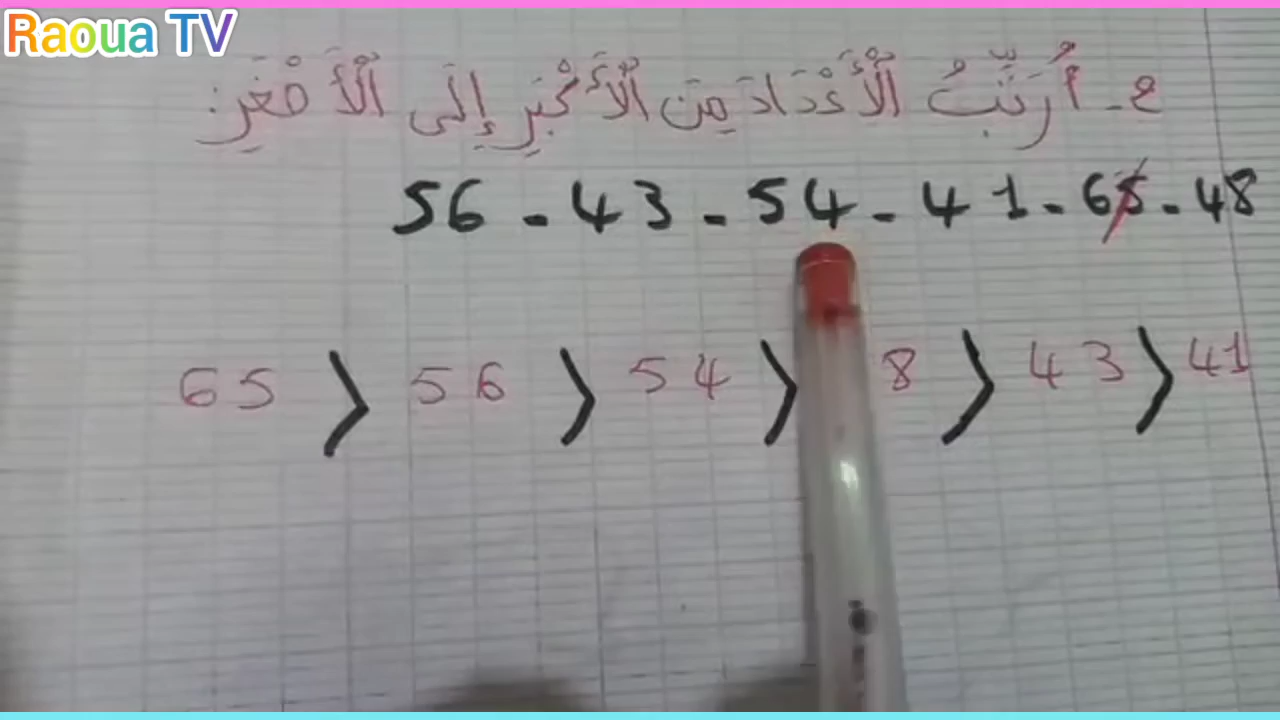 Raoua TV
ع - أُرَتِّبُ الْأَعْدَادَ مِنَ الْأَكْبَرِ إِلَى الْأَصْغَرِ:
56 - 43 - 54 - 41 - 65 - 48
65 > 56 > 54 > 8 > 43 > 41